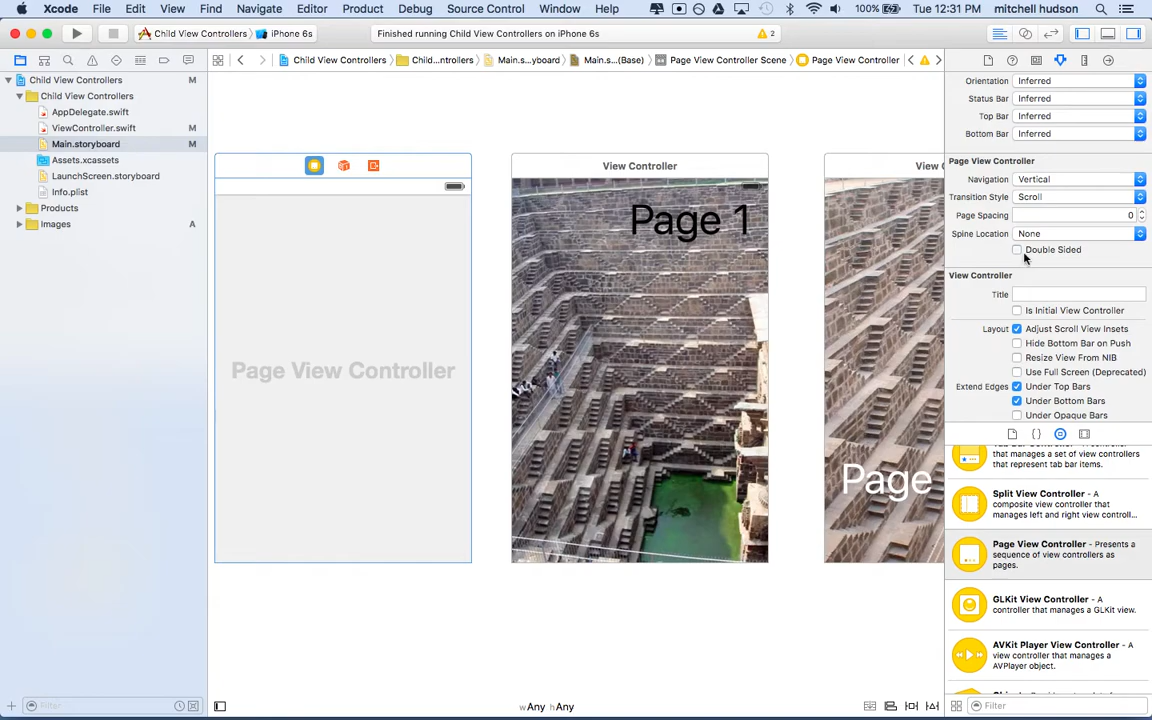 Xcode File Edit View Find Navigate Editor Product Debug Source Control Window Help 100% Tue 12:31 PM mitchell hudson
Child View Controllers iPhone 6s Finished running Child View Controllers on iPhone 6s 2
Child View Controllers Child...ntrollers Main.s...yboard Main.s...(Base) Page View Controller Scene Page View Controller
Child View Controllers M
Child View Controllers
AppDelegate.swift
ViewController.swift M
Main.storyboard M
Assets.xcassets
LaunchScreen.storyboard
Info.plist
Products
Images A
Filter
Page View Controller
View Controller
Page 1
View C
Page
wAny hAny
Orientation Inferred
Status Bar Inferred
Top Bar Inferred
Bottom Bar Inferred
Page View Controller
Navigation Vertical
Transition Style Scroll
Page Spacing 0
Spine Location None
Double Sided
View Controller
Title
Is Initial View Controller
Layout Adjust Scroll View Insets
Hide Bottom Bar on Push
Resize View From NIB
Use Full Screen (Deprecated)
Extend Edges Under Top Bars
Under Bottom Bars
Under Opaque Bars
that manages a set of view controllers
that represent tab bar items.
Split View Controller - A
composite view controller that
manages left and right view controll...
Page View Controller - Presents a
sequence of view controllers as
pages.
GLKit View Controller - A
controller that manages a GLKit view.
AVKit Player View Controller - A
view controller that manages a
AVPlayer object.
Filter